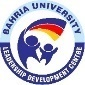 BAHRIA UNIVERSITY
LEADERSHIP DEVELOPMENT CENTRE